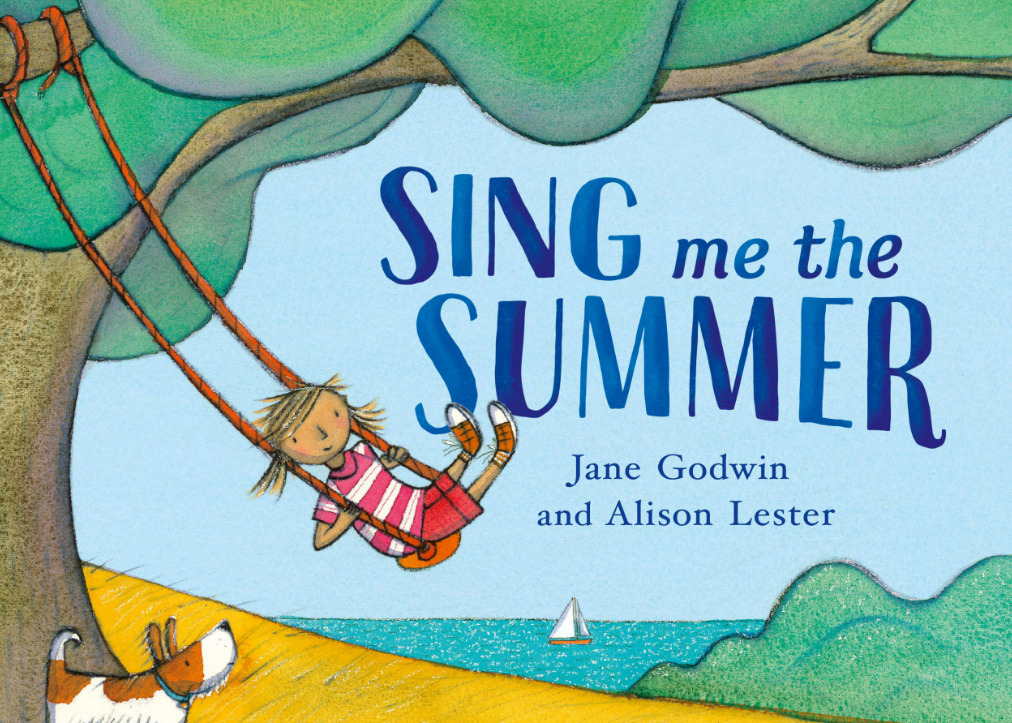 SING me the
SUMMER
Jane Godwin
and Alison Lester